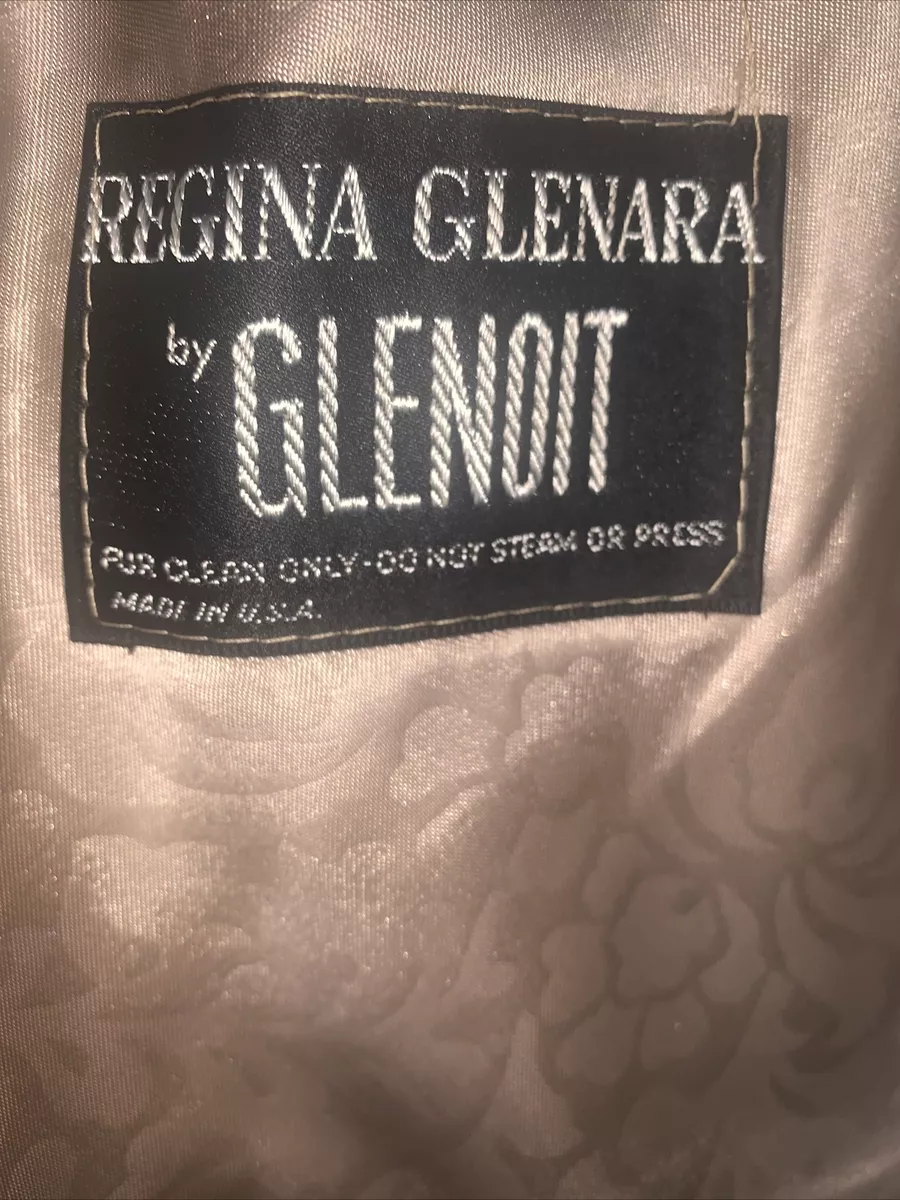 REGINA GLENARA
by GLENOIT
FUR CLEAN ONLY-DO NOT STEAM OR PRESS
MADE IN U.S.A.